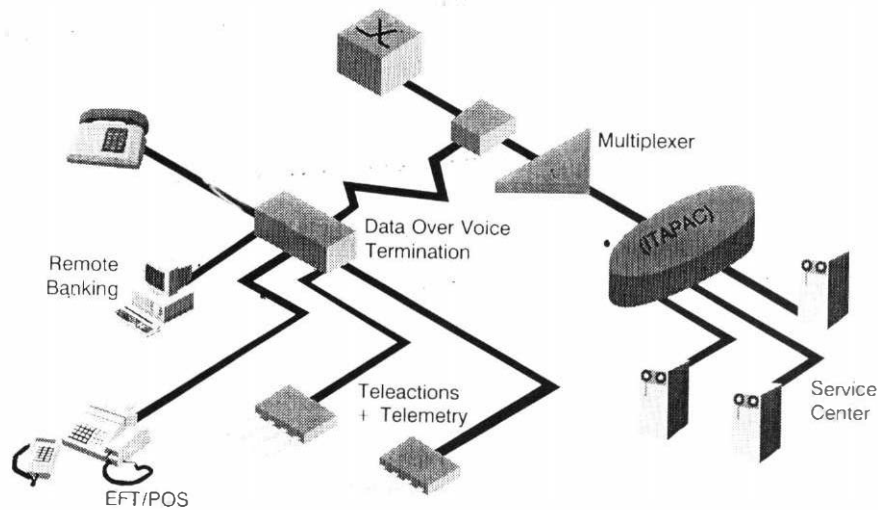 Multiplexer
Data Over Voice
Termination
(ITAPAC)
Remote
Banking
Teleactions
+ Telemetry
Service
Center
EFT/POS